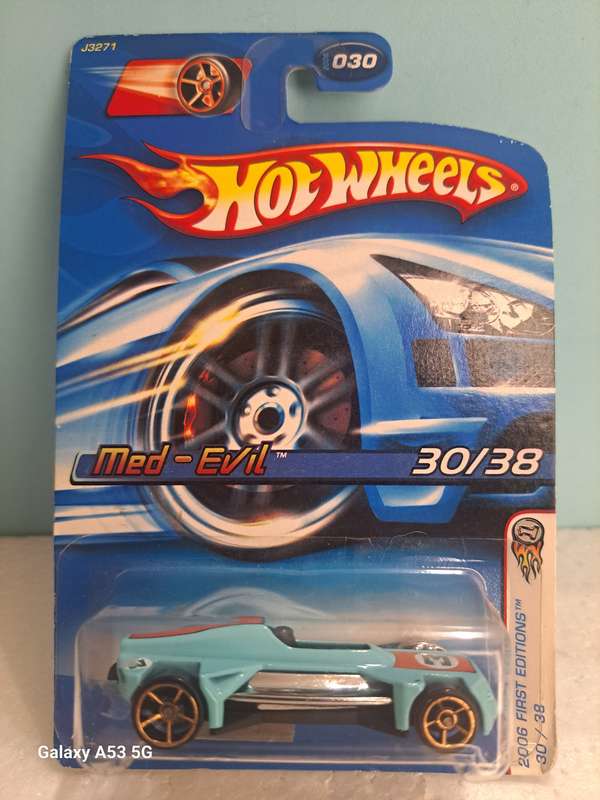 J3271
030
HOT WHEELS®
Med-Evil™
30/38
2006 FIRST EDITIONS™
30/38
Galaxy A53 5G